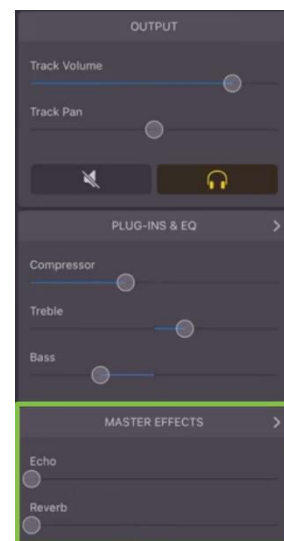 OUTPUT
Track Volume
Track Pan
PLUG-INS & EQ
Compressor
Treble
Bass
MASTER EFFECTS
Echo
Reverb